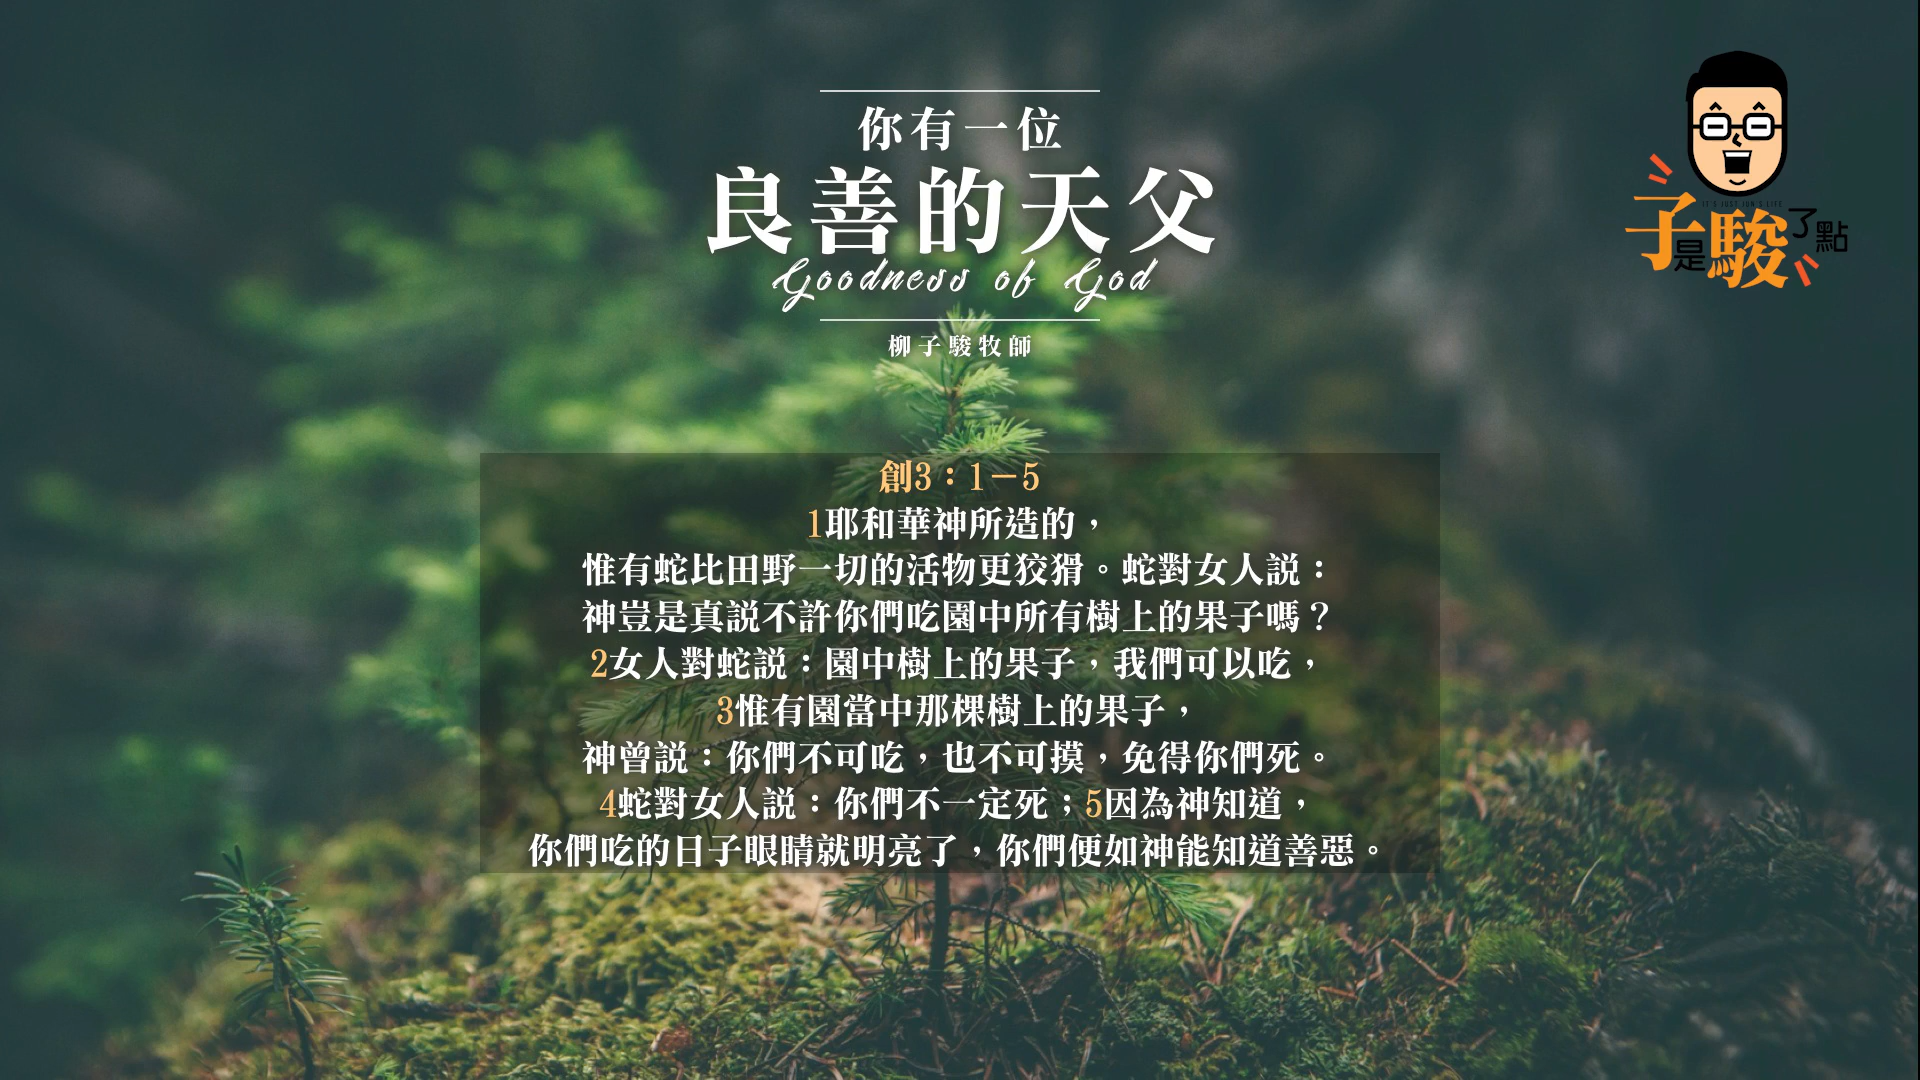 你有一位
良善的天父
Goodness of God
柳子駿牧師
IT'S JUST JUN'S LIFE
子是駿了點
創3：1－5
1耶和華神所造的，
惟有蛇比田野一切的活物更狡猾。蛇對女人說：
神豈是真說不許你們吃園中所有樹上的果子嗎？
2女人對蛇說：園中樹上的果子，我們可以吃，
3惟有園當中那棵樹上的果子，
神曾說：你們不可吃，也不可摸，免得你們死。
4蛇對女人說：你們不一定死；5因為神知道，
你們吃的日子眼睛就明亮了，你們便如神能知道善惡。